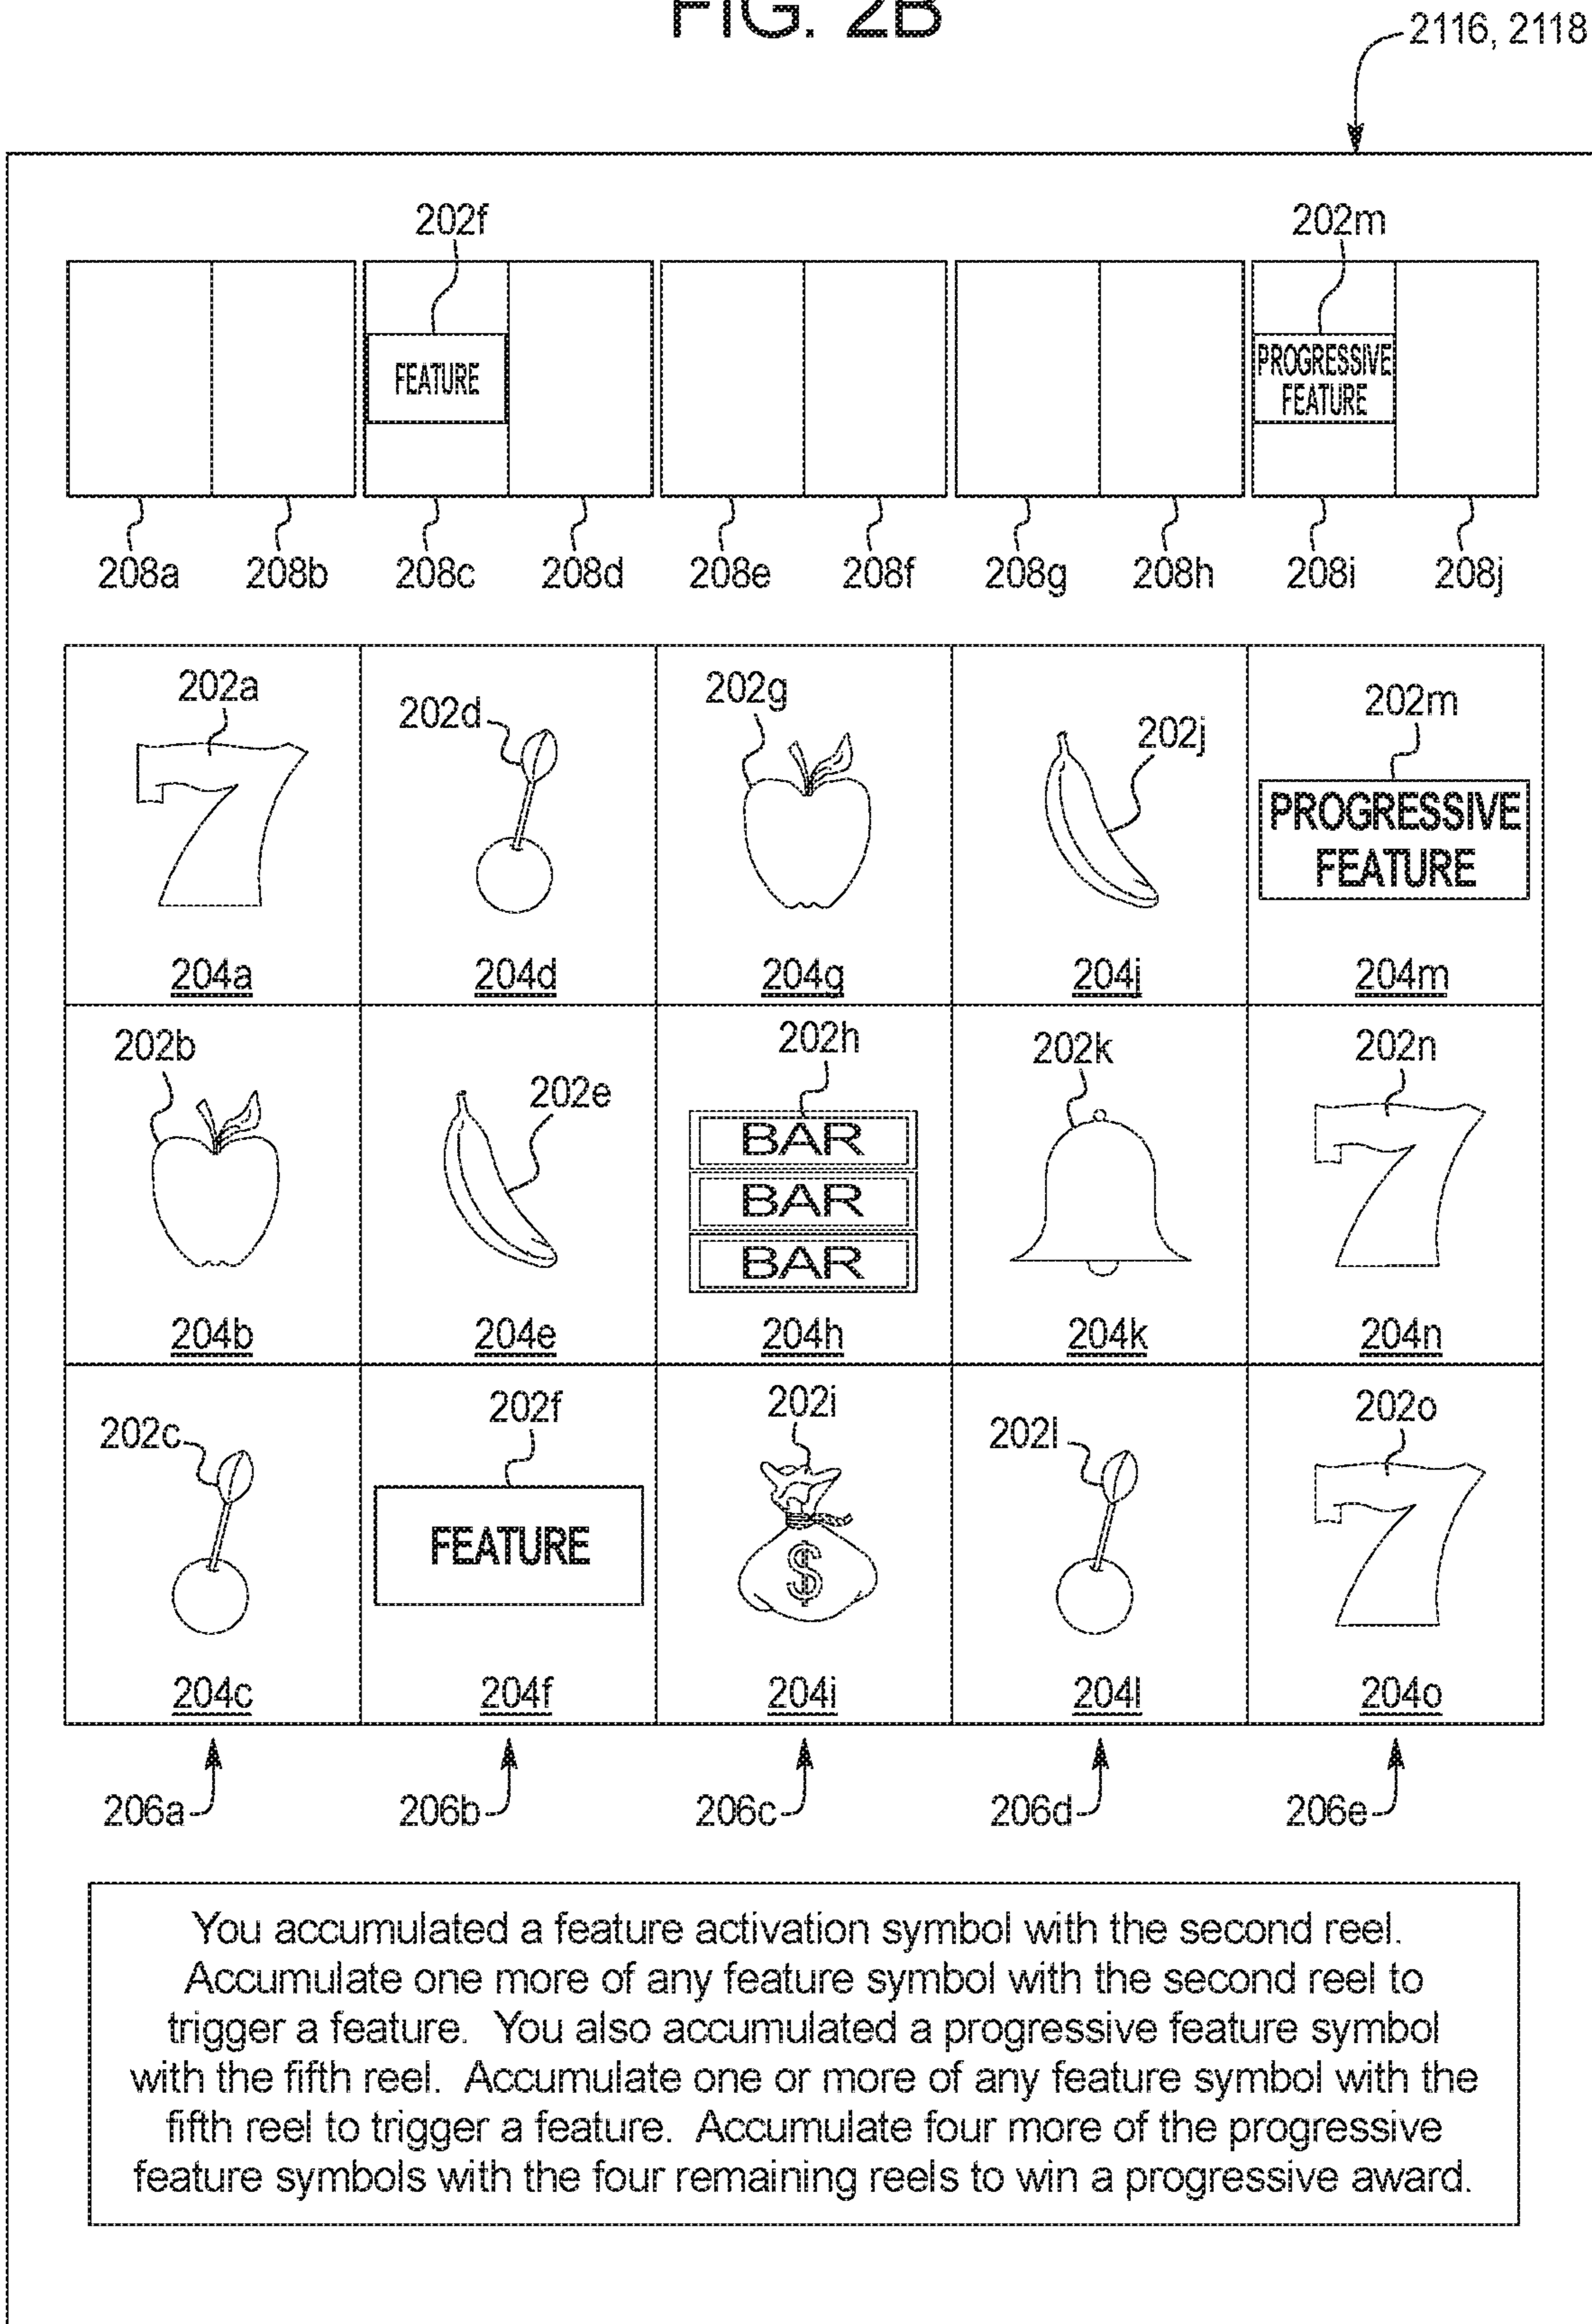 FIG. 2B
2116, 2118
202f
202m
FEATURE
PROGRESSIVE
FEATURE
208a 208b 208c 208d 208e 208f 208g 208h 208i 208j
202a
202d
202g
202j
202m
7
PROGRESSIVE
FEATURE
204a 204d 204g 204j 204m
202b
202e
202h
202k
202n
BAR
BAR
BAR
7
204b 204e 204h 204k 204n
202c
202f
202i
202l
202o
FEATURE
$
7
204c 204f 204i 204l 204o
206a 206b 206c 206d 206e
You accumulated a feature activation symbol with the second reel.
Accumulate one more of any feature symbol with the second reel to
trigger a feature. You also accumulated a progressive feature symbol
with the fifth reel. Accumulate one or more of any feature symbol with the
fifth reel to trigger a feature. Accumulate four more of the progressive
feature symbols with the four remaining reels to win a progressive award.